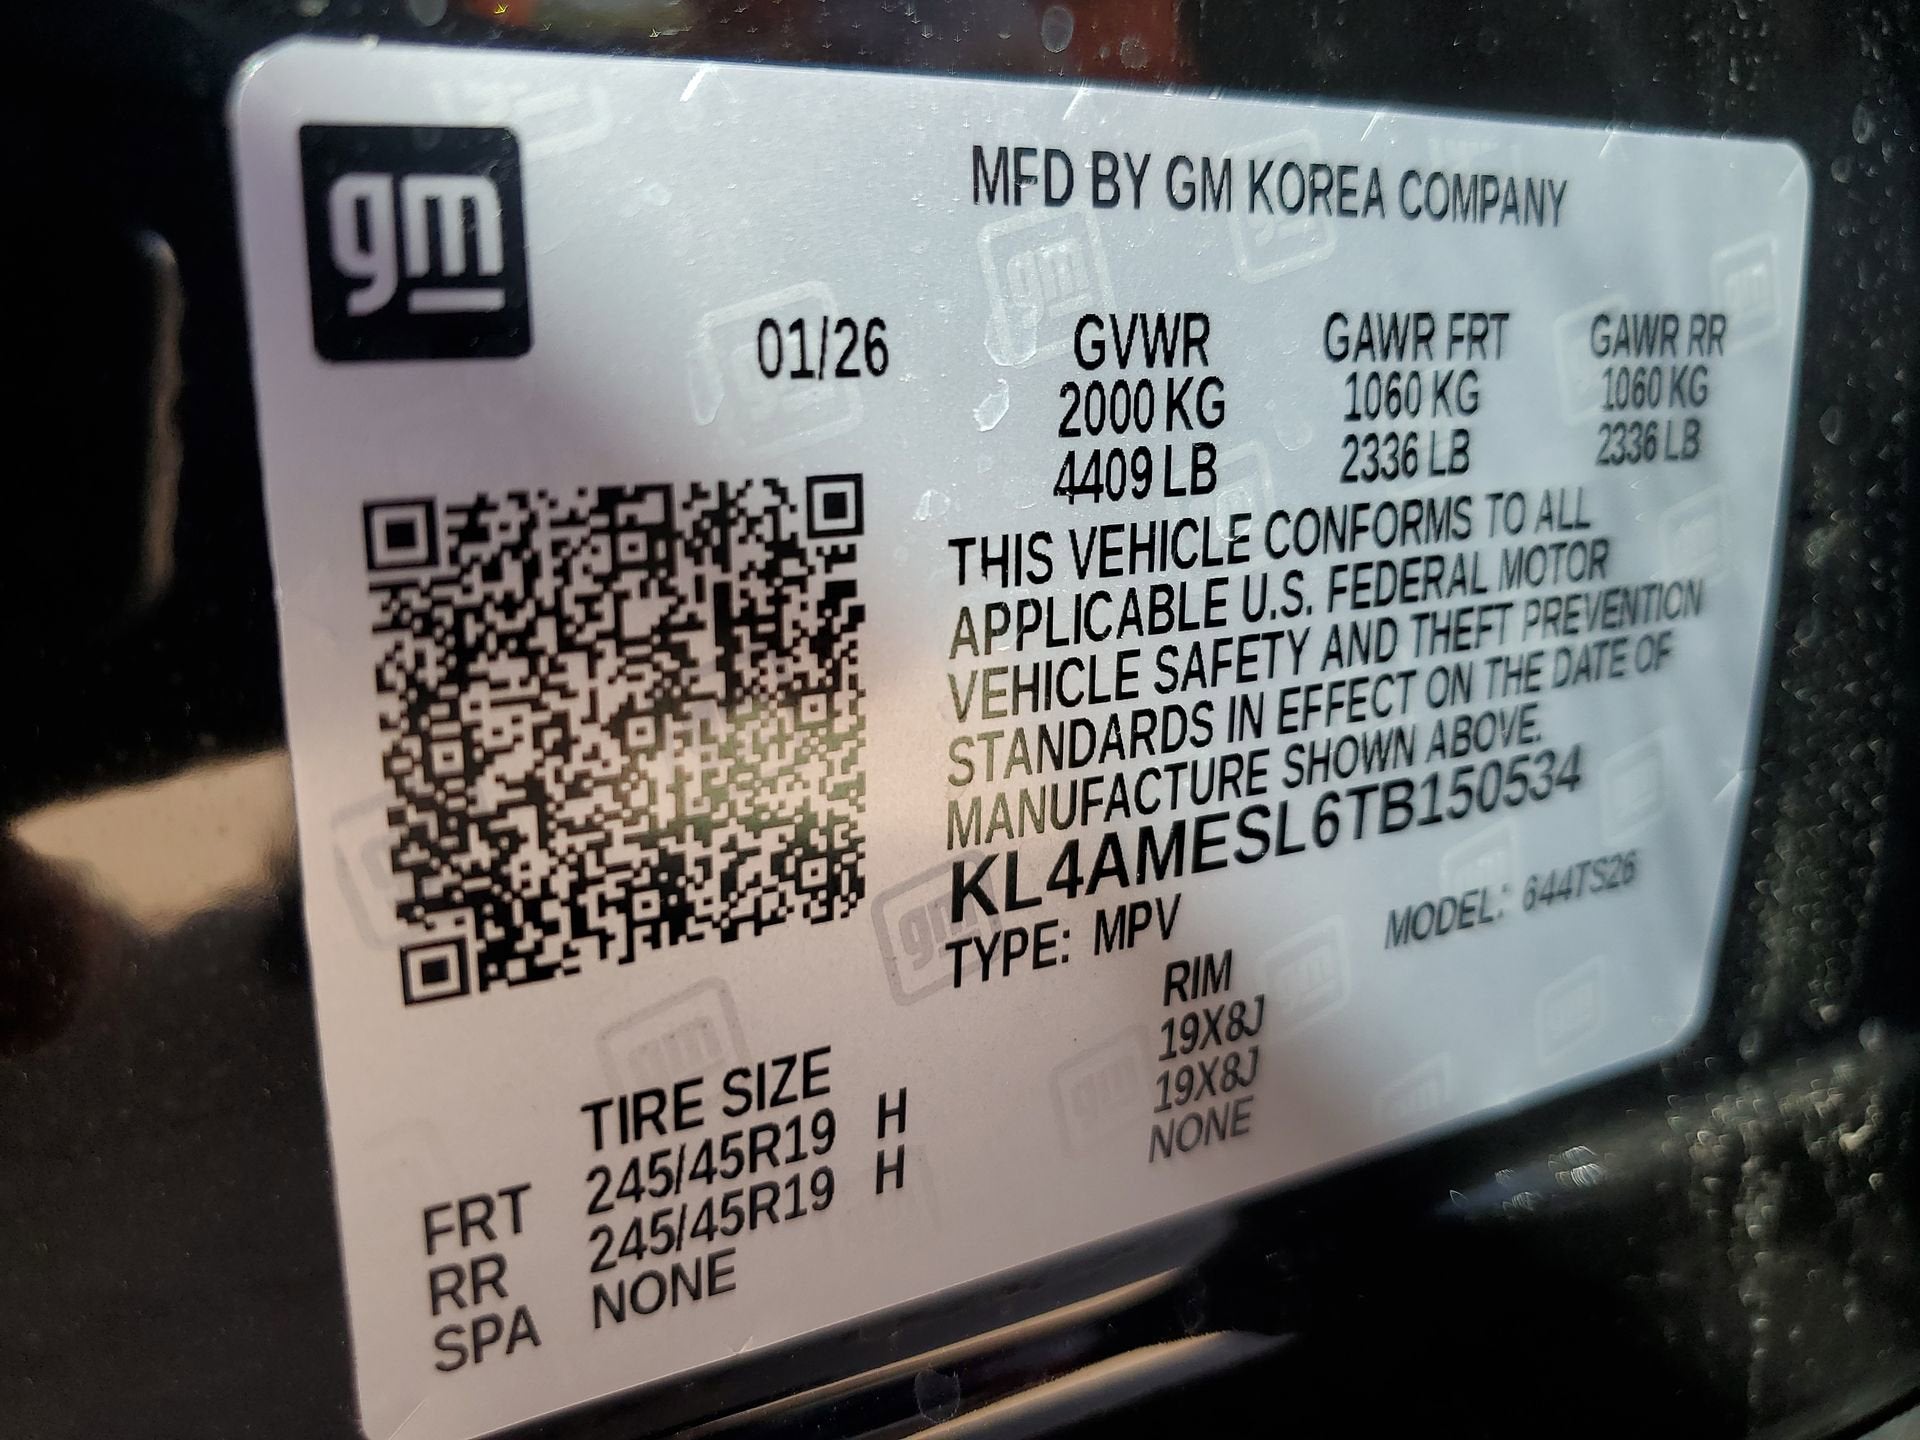 gm
MFD BY GM KOREA COMPANY
01/26
GVWR GAWR FRT GAWR RR
2000 KG 1060 KG 1060 KG
4409 LB 2336 LB 2336 LB
THIS VEHICLE CONFORMS TO ALL
APPLICABLE U.S. FEDERAL MOTOR
VEHICLE SAFETY AND THEFT PREVENTION
STANDARDS IN EFFECT ON THE DATE OF
MANUFACTURE SHOWN ABOVE.
KL4AMESL6TB150534
TYPE: MPV MODEL: 644TS26
TIRE SIZE RIM
FRT 245/45R19 H 19X8J
RR 245/45R19 H 19X8J
SPA NONE NONE